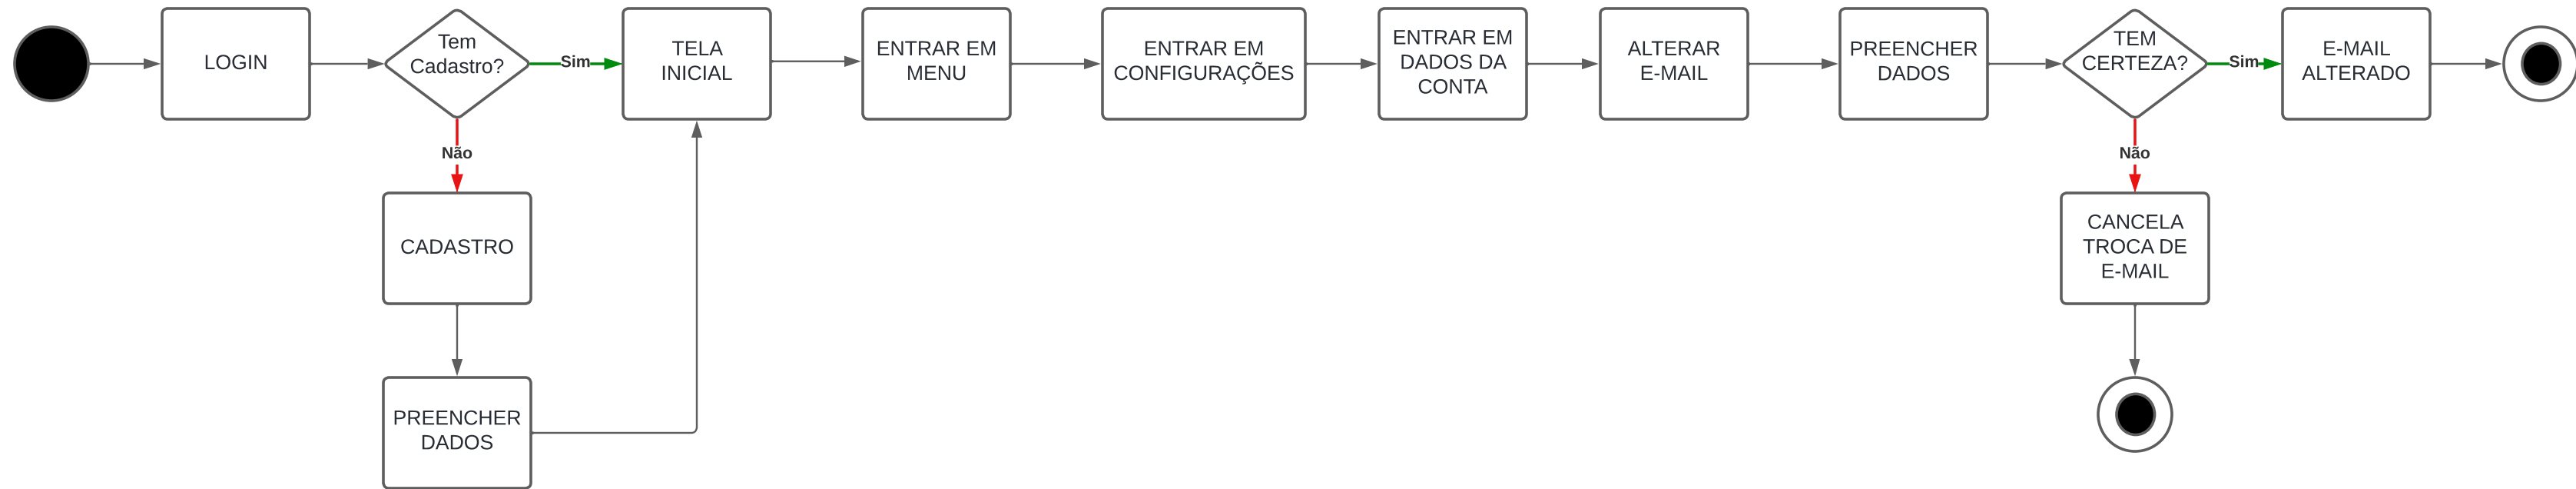 LOGIN
Tem
Cadastro?
Sim
TELA
INICIAL
ENTRAR EM
MENU
ENTRAR EM
CONFIGURAÇÕES
ENTRAR EM
DADOS DA
CONTA
ALTERAR
E-MAIL
PREENCHER
DADOS
TEM
CERTEZA?
Sim
E-MAIL
ALTERADO
Não
Não
CADASTRO
CANCELA
TROCA DE
E-MAIL
PREENCHER
DADOS